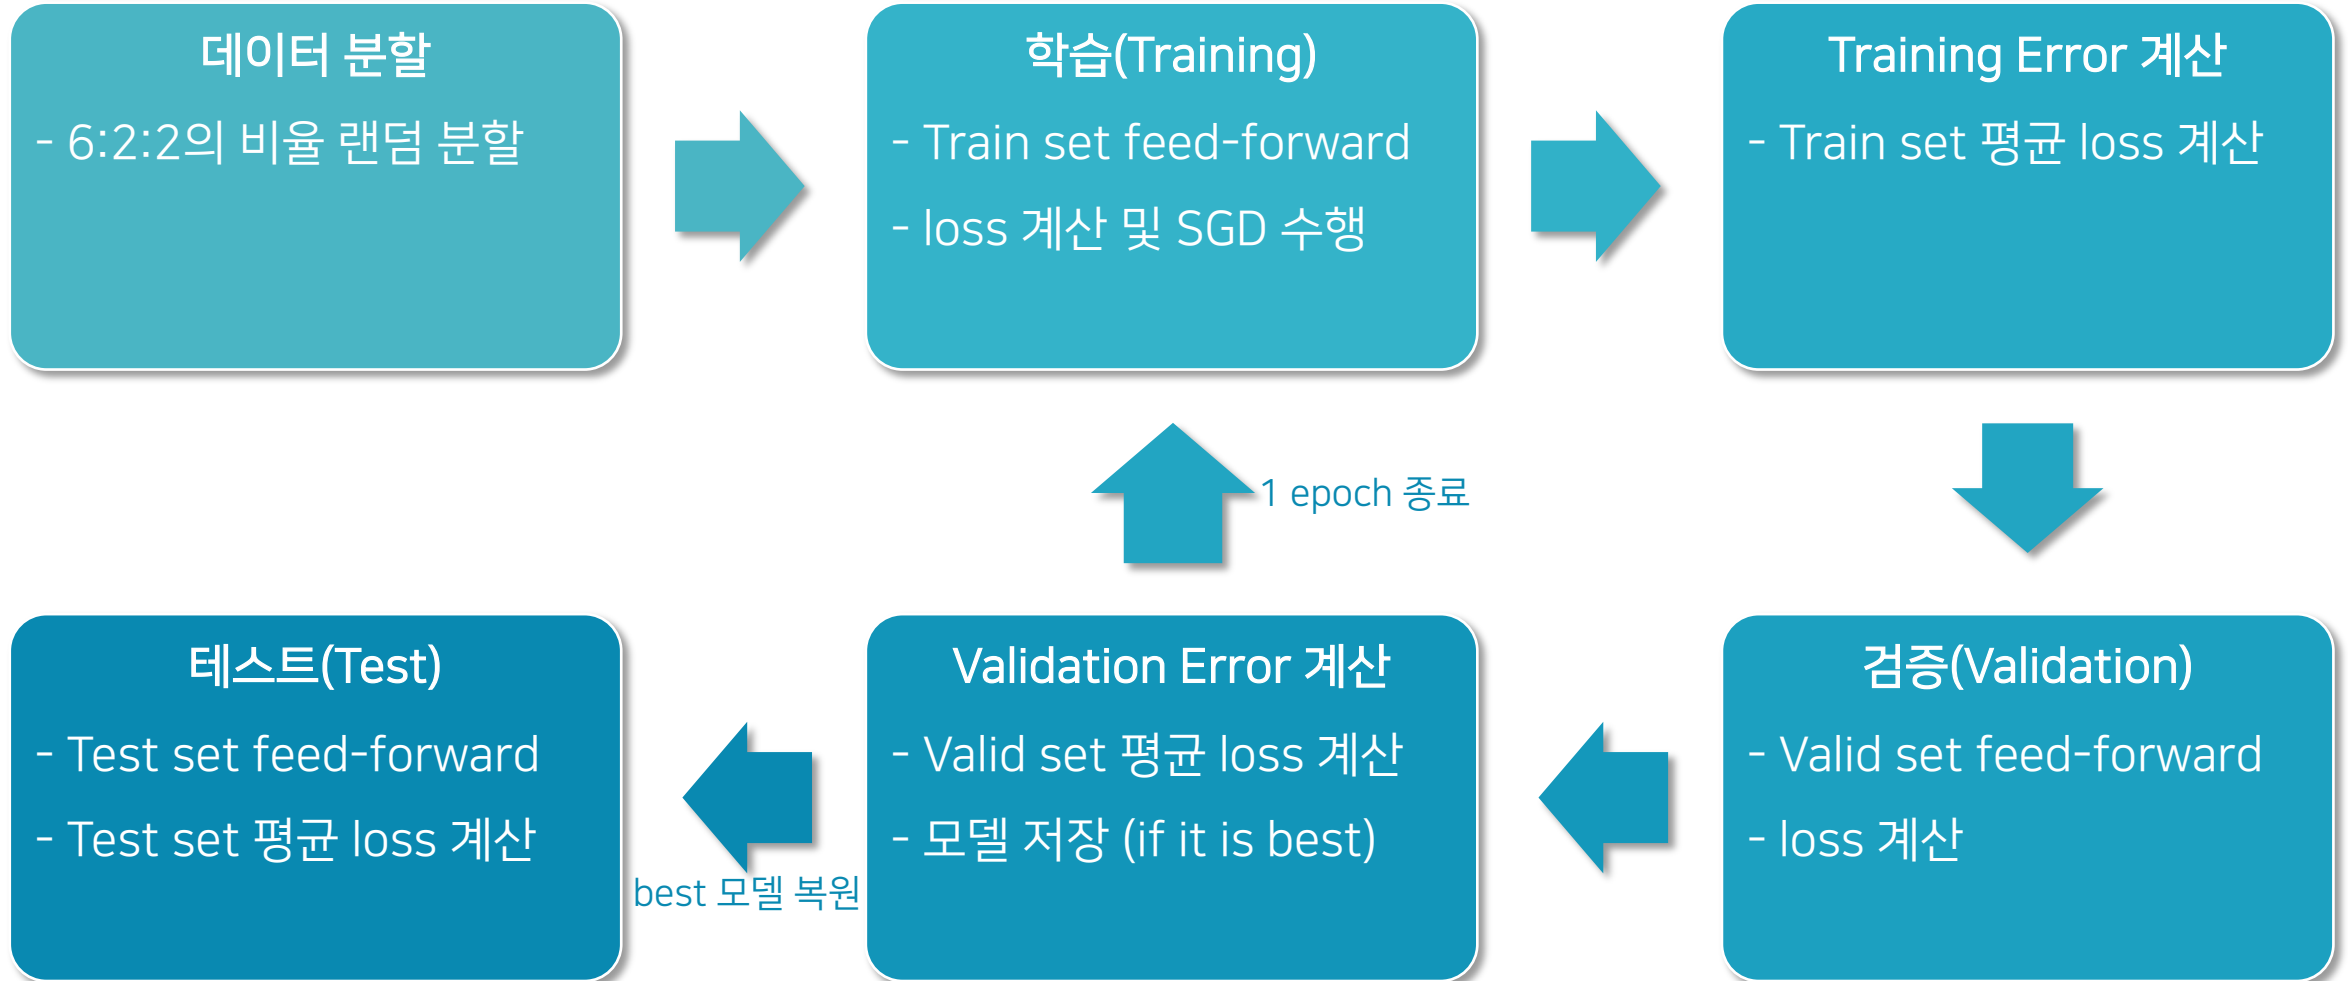 데이터 분할
- 6:2:2의 비율 랜덤 분할
학습(Training)
- Train set feed-forward
- loss 계산 및 SGD 수행
Training Error 계산
- Train set 평균 loss 계산
1 epoch 종료
검증(Validation)
- Valid set feed-forward
- loss 계산
Validation Error 계산
- Valid set 평균 loss 계산
- 모델 저장 (if it is best)
best 모델 복원
테스트(Test)
- Test set feed-forward
- Test set 평균 loss 계산